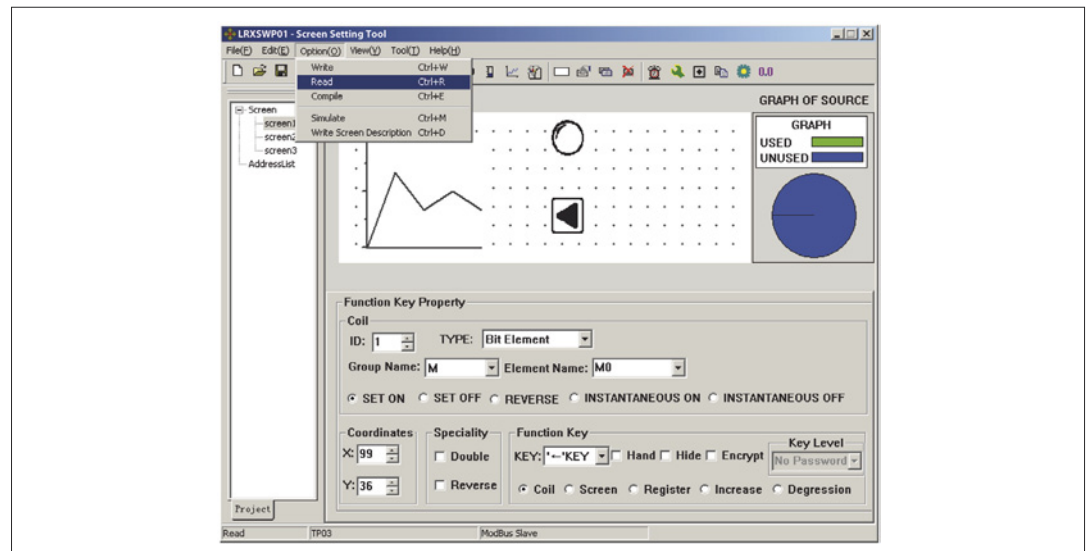 LRXSWP01 - Screen Setting Tool
File(F) Edit(E) Option(O) View(V) Tool(T) Help(H)
Write Ctrl+W
Read Ctrl+R
Compile Ctrl+E
Simulate Ctrl+M
Write Screen Description Ctrl+D
0.0
Screen
screen1
screen2
screen3
AddressList
GRAPH OF SOURCE
GRAPH
USED
UNUSED
Function Key Property
Coil
ID: 1 TYPE: Bit Element
Group Name: M Element Name: M0
SET ON SET OFF REVERSE INSTANTANEOUS ON INSTANTANEOUS OFF
Coordinates Speciality Function Key
X: 99 Double KEY: '←'KEY Hand Hide Encrypt Key Level
No Password
Y: 36 Reverse Coil Screen Register Increase Degression
Project
Read TP03 ModBus Slave